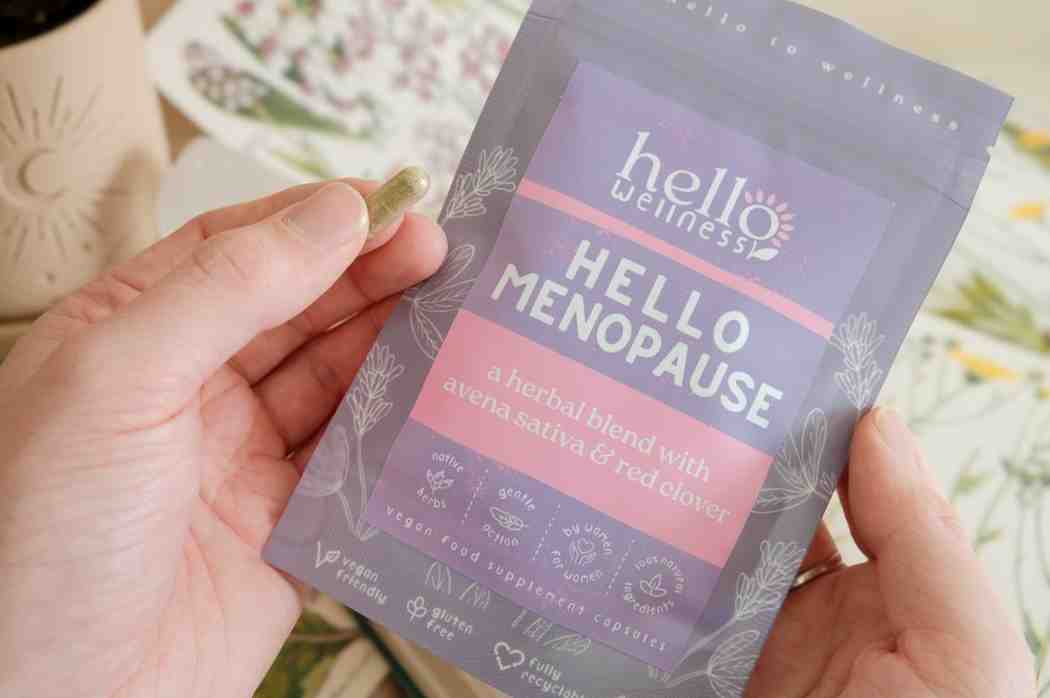 hello to wellness
hello
wellness
HELLO
MENOPAUSE
a herbal blend with
avena sativa & red clover
native
herbs
gentle
action
by women
for women
100% natural
ingredients
vegan food supplement capsules
vegan
friendly
gluten
free
fully
recyclable